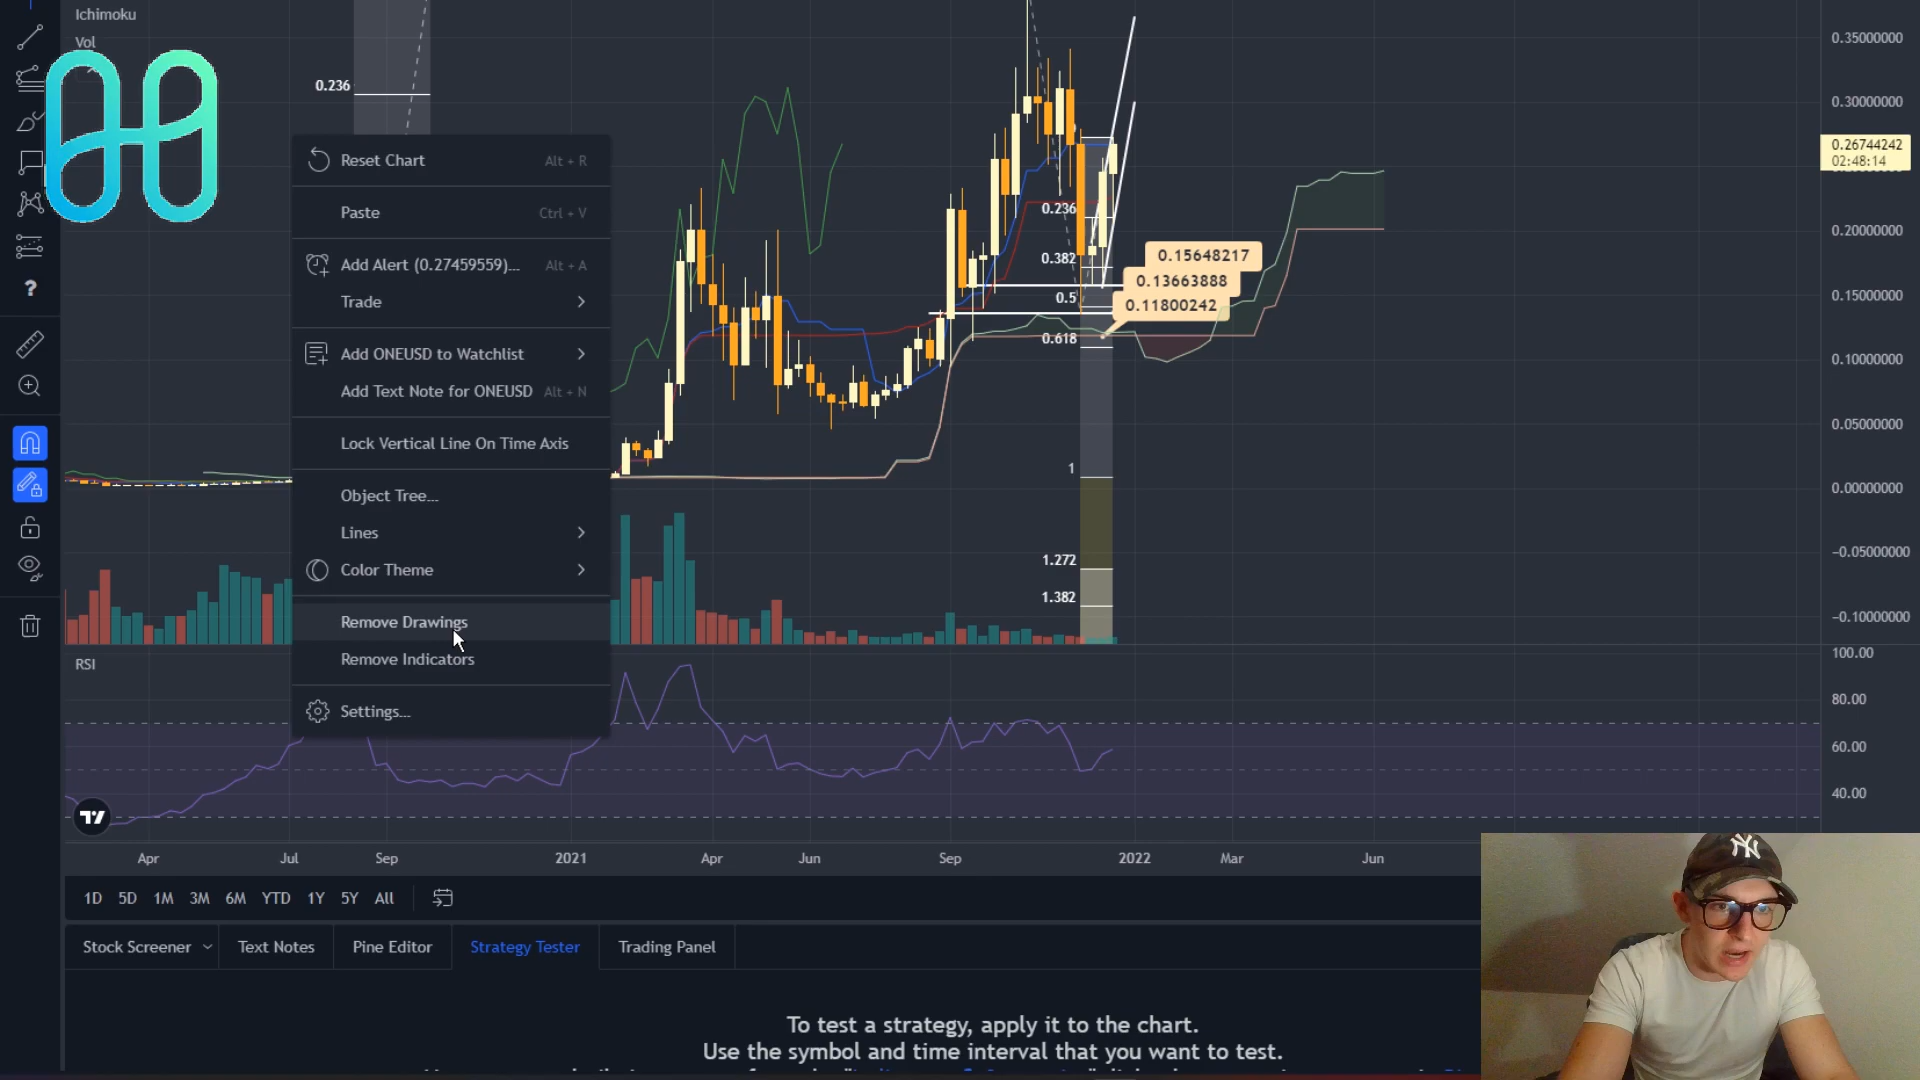 Ichimoku
Vol
0.236
Reset Chart Alt + R
Paste Ctrl + V
Add Alert (0.27459559)... Alt + A
Trade
Add ONEUSD to Watchlist
Add Text Note for ONEUSD Alt + N
Lock Vertical Line On Time Axis
Object Tree...
Lines
Color Theme
Remove Drawings
Remove Indicators
Settings...
0.236
0.382
0.5
0.618
1
1.272
1.382
0.15648217
0.13663888
0.11800242
0.35000000
0.30000000
0.26744242
02:48:14
0.20000000
0.15000000
0.10000000
0.05000000
0.00000000
−0.05000000
−0.10000000
RSI
100.00
80.00
60.00
40.00
Apr Jul Sep 2021 Apr Jun Sep 2022 Mar Jun
1D 5D 1M 3M 6M YTD 1Y 5Y All
Stock Screener Text Notes Pine Editor Strategy Tester Trading Panel
To test a strategy, apply it to the chart.
Use the symbol and time interval that you want to test.
NY